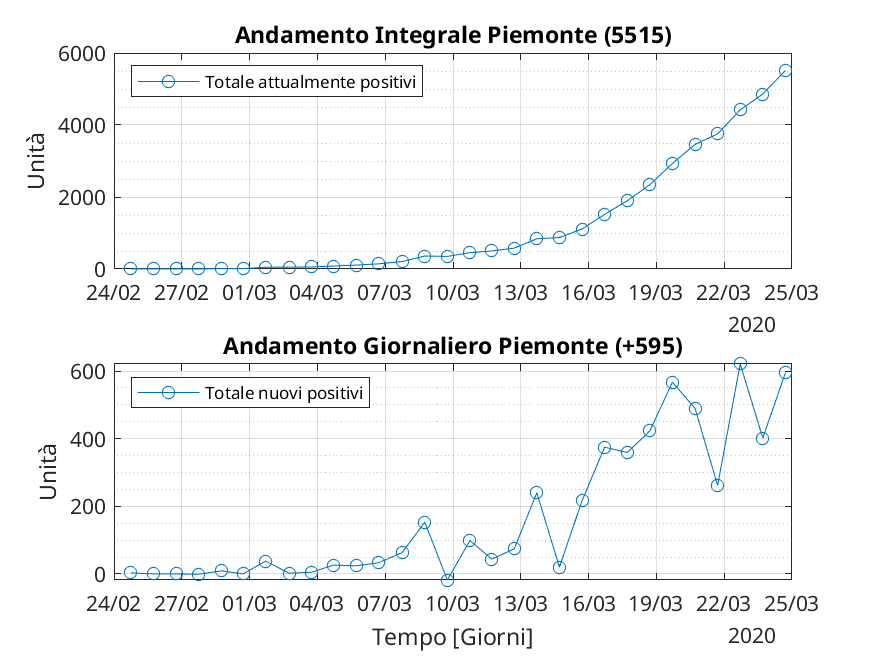 Andamento Integrale Piemonte (5515)
6000
Totale attualmente positivi
4000
Unità
2000
0
24/02 27/02 01/03 04/03 07/03 10/03 13/03 16/03 19/03 22/03 25/03
2020
Andamento Giornaliero Piemonte (+595)
600
Totale nuovi positivi
400
Unità
200
0
24/02 27/02 01/03 04/03 07/03 10/03 13/03 16/03 19/03 22/03 25/03
Tempo [Giorni]
2020